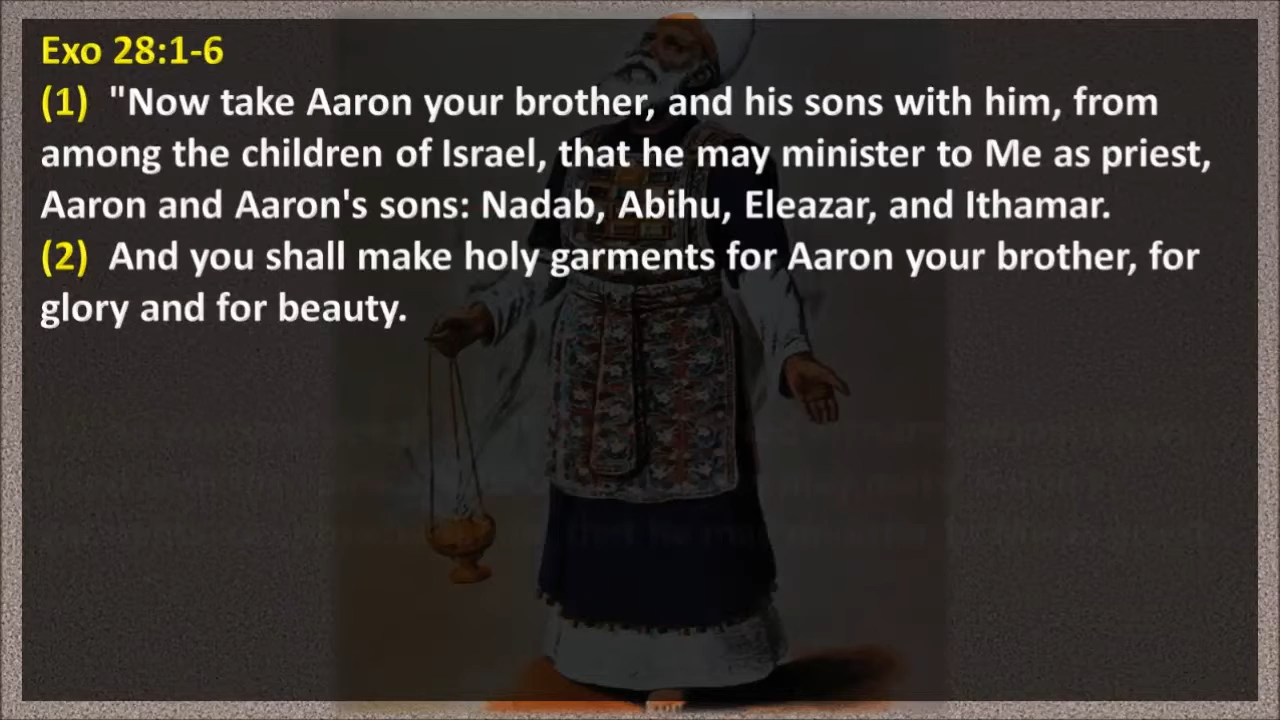 Exo 28:1-6
(1)  "Now take Aaron your brother, and his sons with him, from
among the children of Israel, that he may minister to Me as priest,
Aaron and Aaron's sons: Nadab, Abihu, Eleazar, and Ithamar.
(2)  And you shall make holy garments for Aaron your brother, for
glory and for beauty.